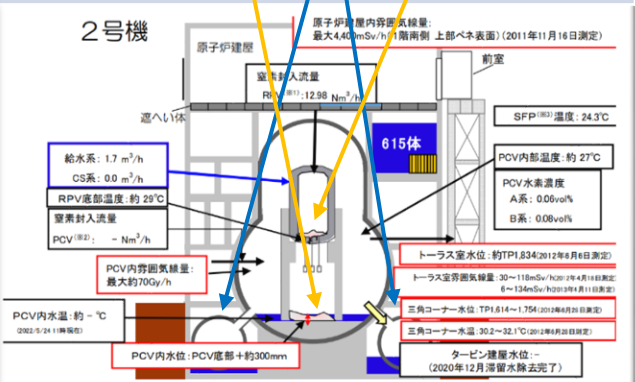 2号機
原子炉建屋
原子炉建屋内雰囲気線量:
最大4,400mSv/h(1階南側 上部ペネ表面)(2011年11月16日測定)
前室
窒素封入流量
RPV(※1):12.98 Nm³/h
遮へい体
SFP(※3)温度:24.3℃
615体
給水系: 1.7 m³/h
CS系: 0.0 m³/h
PCV内部温度:約 27℃
RPV底部温度:約 29℃
PCV水素濃度
A系: 0.06vol%
B系: 0.08vol%
窒素封入流量
PCV(※2): - Nm³/h
トーラス室水位:約TP1,834(2012年6月6日測定)
PCV内雰囲気線量:
最大約70Gy/h
トーラス室雰囲気線量:30~118mSv/h(2012年4月18日測定)
6~134mSv/h(2013年4月11日測定)
三角コーナー水位:TP1,614~1,754(2012年6月28日測定)
PCV内水温:約 - ℃
(2022/5/24 11時現在)
三角コーナー水温:30.2~32.1℃(2012年6月28日測定)
PCV内水位:PCV底部+約300mm
タービン建屋水位:-
(2020年12月滞留水除去完了)